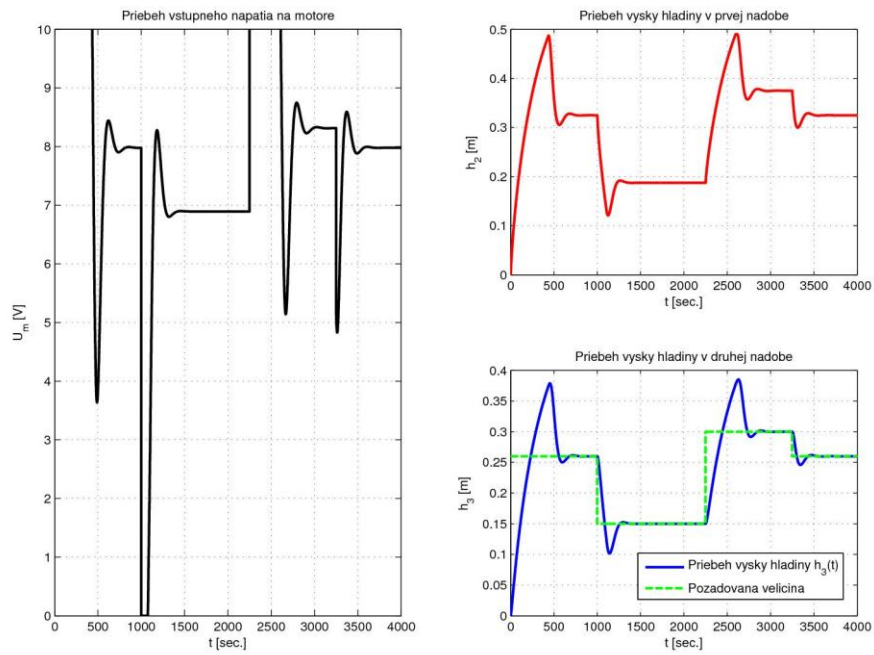 Priebeh vstupneho napatia na motore
U_m [V]
10
9
8
7
6
5
4
3
2
1
0
0 500 1000 1500 2000 2500 3000 3500 4000
t [sec.]
Priebeh vysky hladiny v prvej nadobe
h_2 [m]
0.5
0.4
0.3
0.2
0.1
0
0 500 1000 1500 2000 2500 3000 3500 4000
t [sec.]
Priebeh vysky hladiny v druhej nadobe
h_3 [m]
0.4
0.35
0.3
0.25
0.2
0.15
0.1
0.05
0
Priebeh vysky hladiny h_3(t)
Pozadovana velicina
0 500 1000 1500 2000 2500 3000 3500 4000
t [sec.]